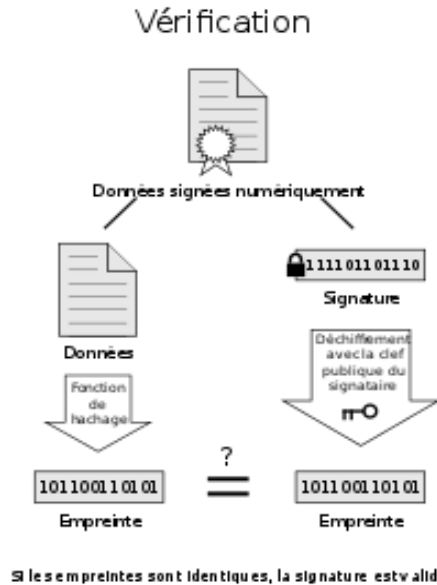 Vérification
Données signées numériquement
111101101110
Signature
Données
Déchiffrement
avec la clef
publique du
signataire
Fonction
de
hachage
?
=
101100110101
101100110101
Empreinte
Empreinte
Si les empreintes sont identiques, la signature est valid